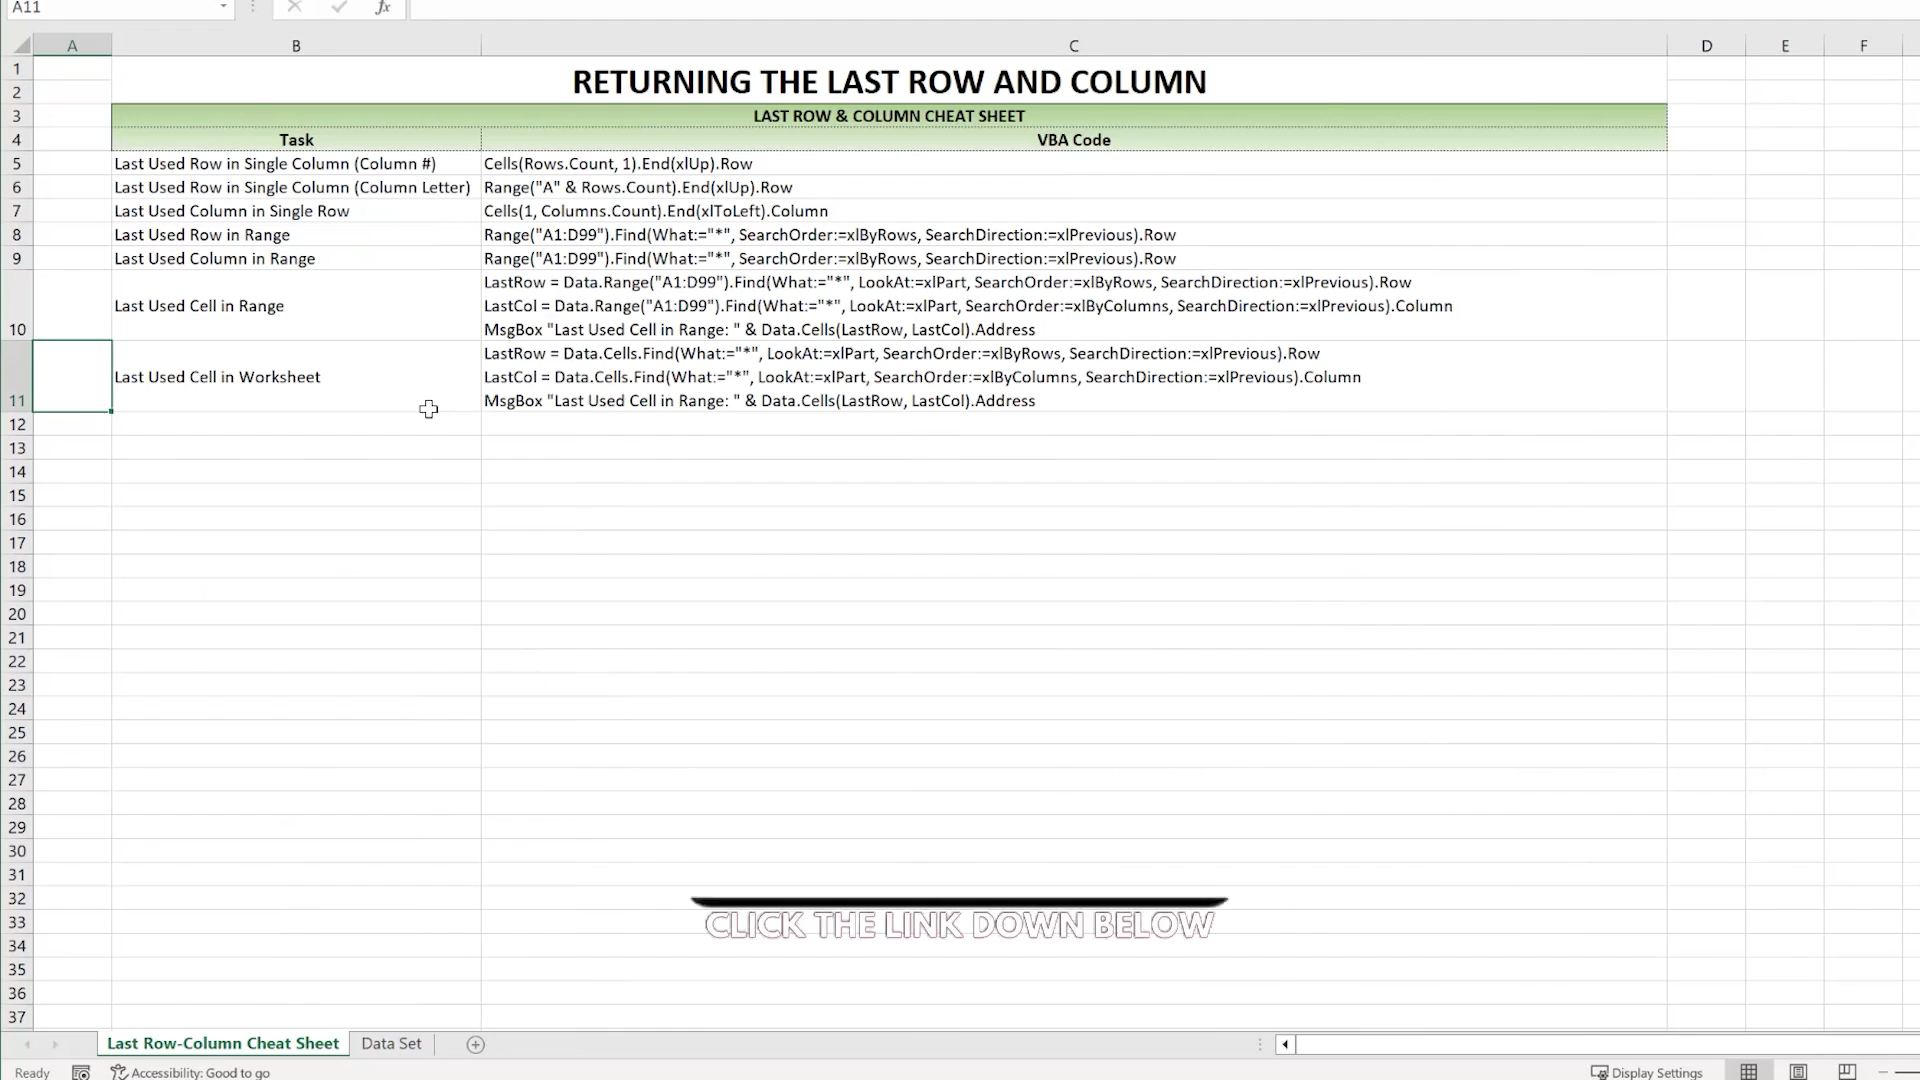 A11
fx
A B C D E F
1
RETURNING THE LAST ROW AND COLUMN
2
3 LAST ROW & COLUMN CHEAT SHEET
4 Task VBA Code
5 Last Used Row in Single Column (Column #) Cells(Rows.Count, 1).End(xlUp).Row
6 Last Used Row in Single Column (Column Letter) Range("A" & Rows.Count).End(xlUp).Row
7 Last Used Column in Single Row Cells(1, Columns.Count).End(xlToLeft).Column
8 Last Used Row in Range Range("A1:D99").Find(What:="*", SearchOrder:=xlByRows, SearchDirection:=xlPrevious).Row
9 Last Used Column in Range Range("A1:D99").Find(What:="*", SearchOrder:=xlByRows, SearchDirection:=xlPrevious).Row
LastRow = Data.Range("A1:D99").Find(What:="*", LookAt:=xlPart, SearchOrder:=xlByRows, SearchDirection:=xlPrevious).Row
Last Used Cell in Range LastCol = Data.Range("A1:D99").Find(What:="*", LookAt:=xlPart, SearchOrder:=xlByColumns, SearchDirection:=xlPrevious).Column
10 MsgBox "Last Used Cell in Range: " & Data.Cells(LastRow, LastCol).Address
LastRow = Data.Cells.Find(What:="*", LookAt:=xlPart, SearchOrder:=xlByRows, SearchDirection:=xlPrevious).Row
Last Used Cell in Worksheet LastCol = Data.Cells.Find(What:="*", LookAt:=xlPart, SearchOrder:=xlByColumns, SearchDirection:=xlPrevious).Column
11 MsgBox "Last Used Cell in Range: " & Data.Cells(LastRow, LastCol).Address
12
13
14
15
16
17
18
19
20
21
22
23
24
25
26
27
28
29
30
31
32
33 CLICK THE LINK DOWN BELOW
34
35
36
37
Last Row-Column Cheat Sheet Data Set
Ready Accessibility: Good to go Display Settings